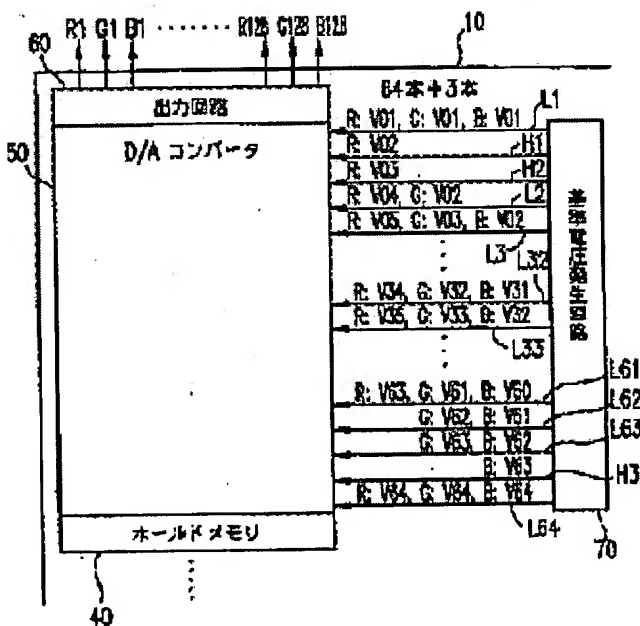 10
60
R1 G1 B1 ········ R128 G128 B128
64本+3本
出力回路
D/A コンバータ
50
R: V01, G: V01, B: V01
L1
R: V02
H1
R: V03
H2
R: V04, G: V02
L2
R: V05, G: V03, B: V02
L3
L32
R: V34, G: V32, B: V31
R: V35, G: V33, B: V32
L33
基準電圧発生回路
R: V63, G: V61, B: V60
L61
G: V62, B: V61
L62
G: V63, B: V62
L63
B: V63
H3
R: V64, G: V64, B: V64
L64
ホールドメモリ
70
40